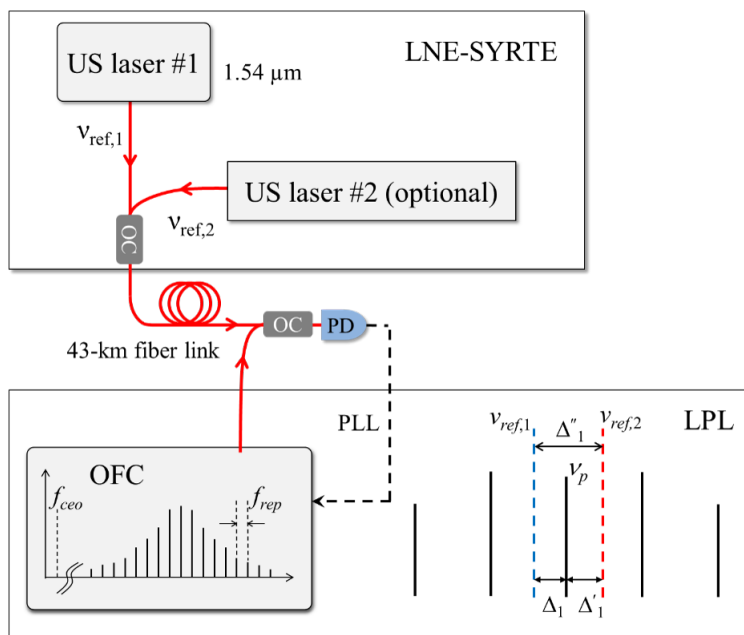 US laser #1
LNE-SYRTE
1.54 µm
ν_ref,1
US laser #2 (optional)
ν_ref,2
OC
OC
PD
43-km fiber link
PLL
LPL
ν_ref,1
Δ″_1
ν_ref,2
ν_p
OFC
f_ceo
f_rep
Δ_1
Δ′_1